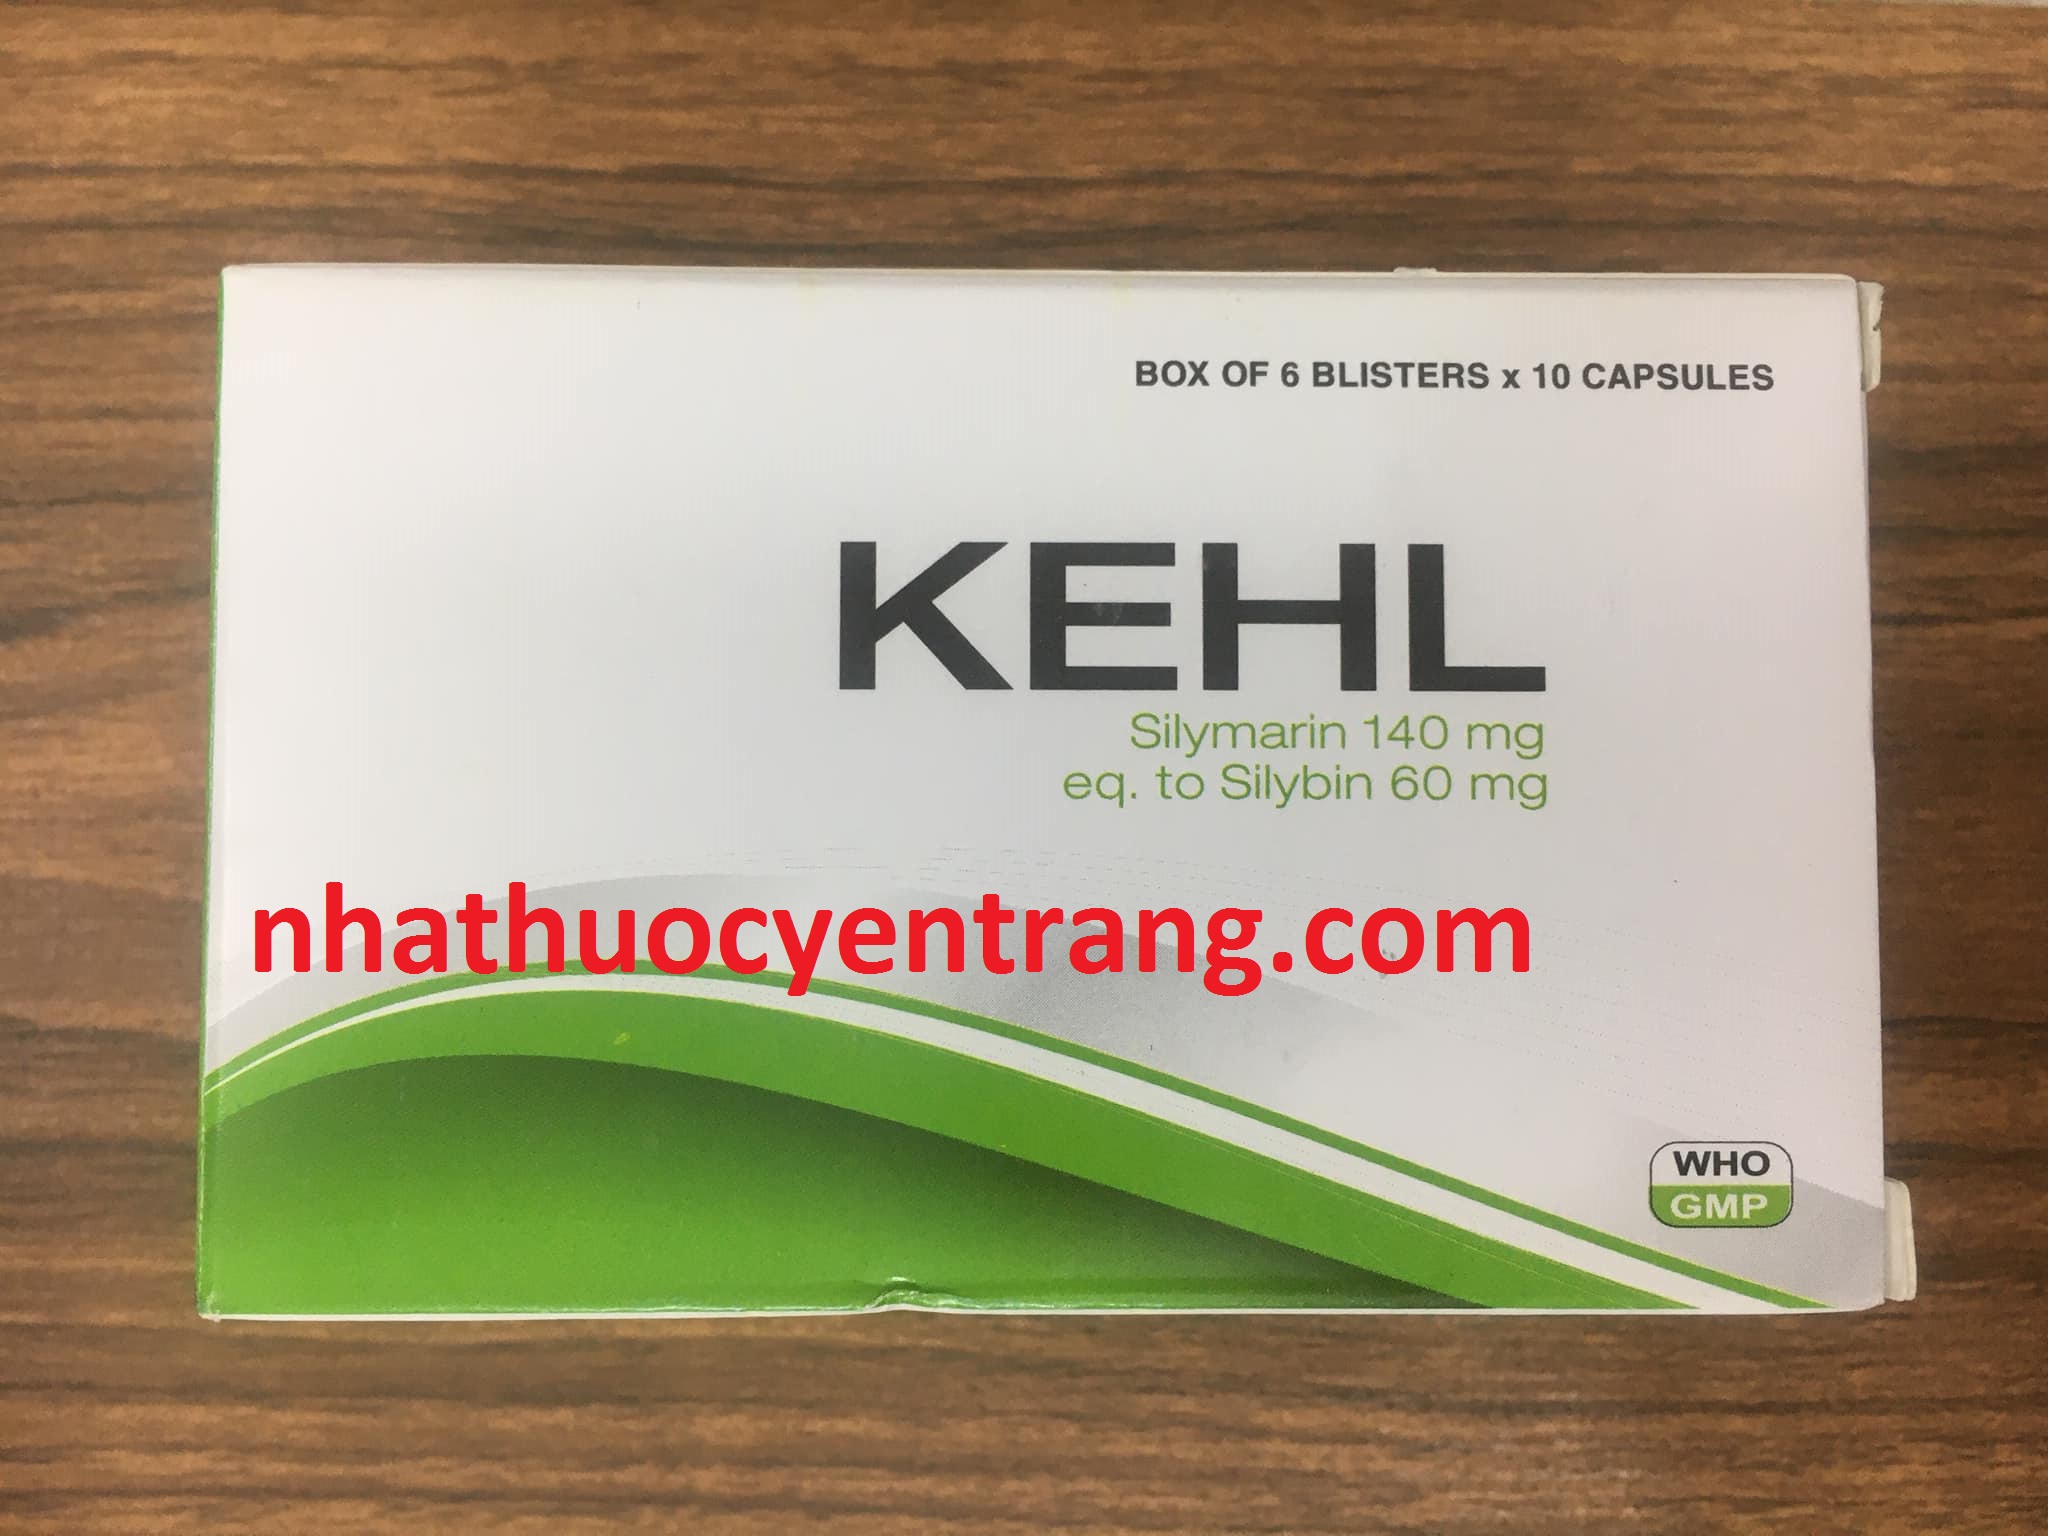 BOX OF 6 BLISTERS x 10 CAPSULES
KEHL
Silymarin 140 mg
eq. to Silybin 60 mg
nhathuocyentrang.com
WHO
GMP